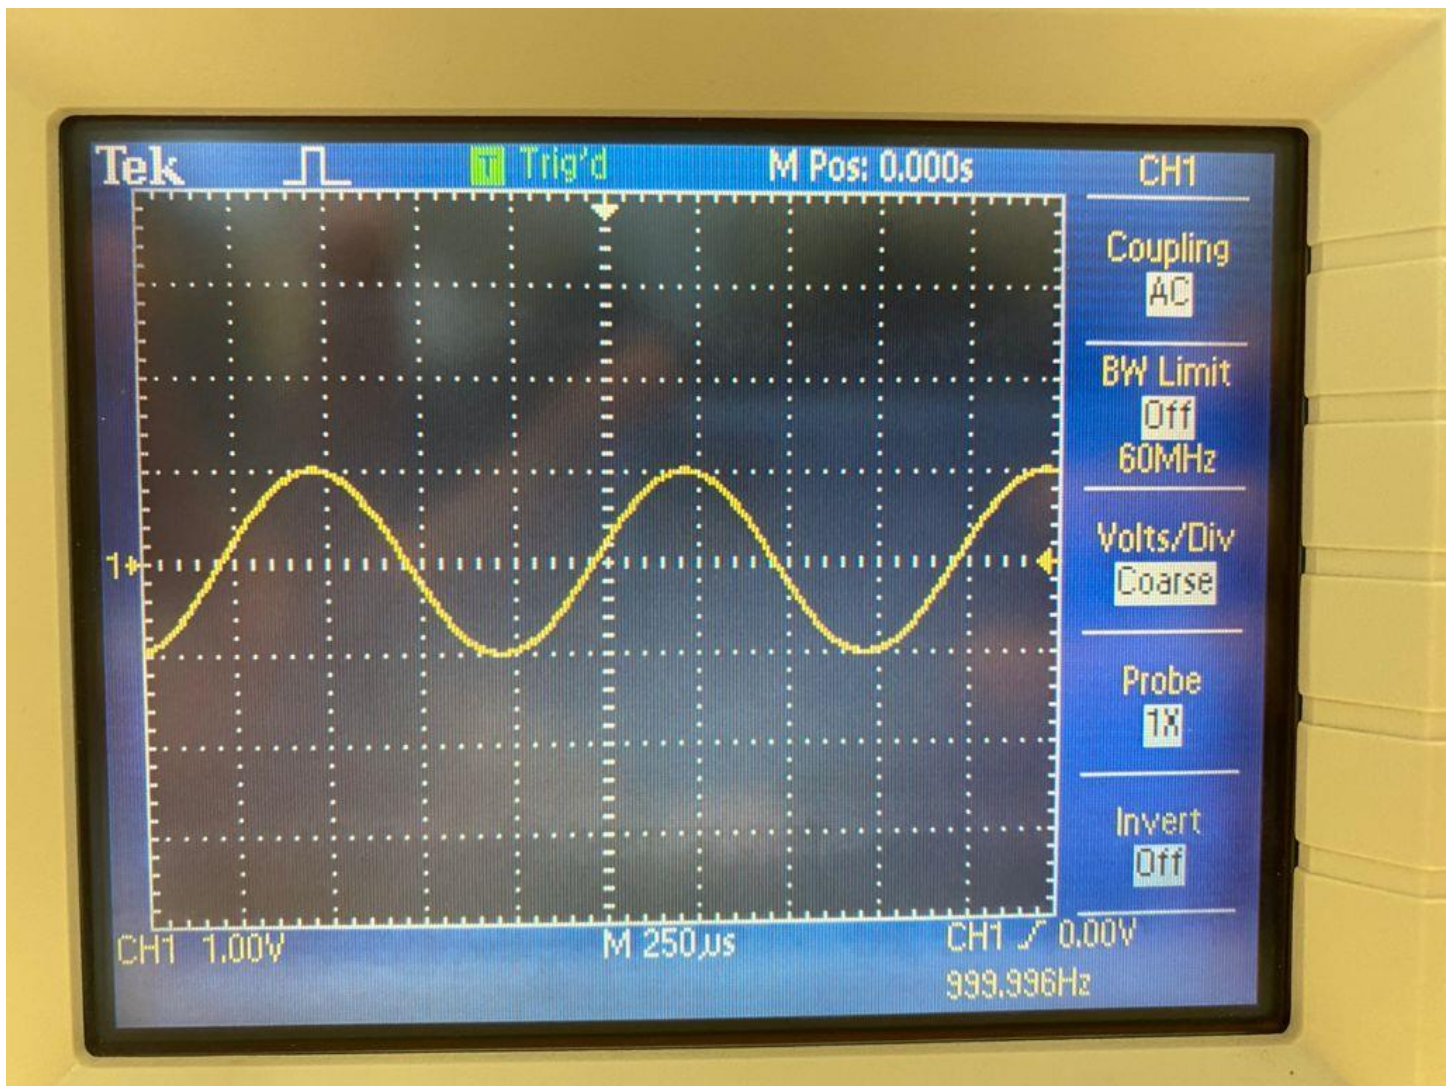 Tek T Trig'd M Pos: 0.000s CH1
Coupling
AC
BW Limit
Off
60MHz
1
Volts/Div
Coarse
Probe
1X
Invert
Off
CH1 1.00V M 250µs CH1 0.00V
999.996Hz